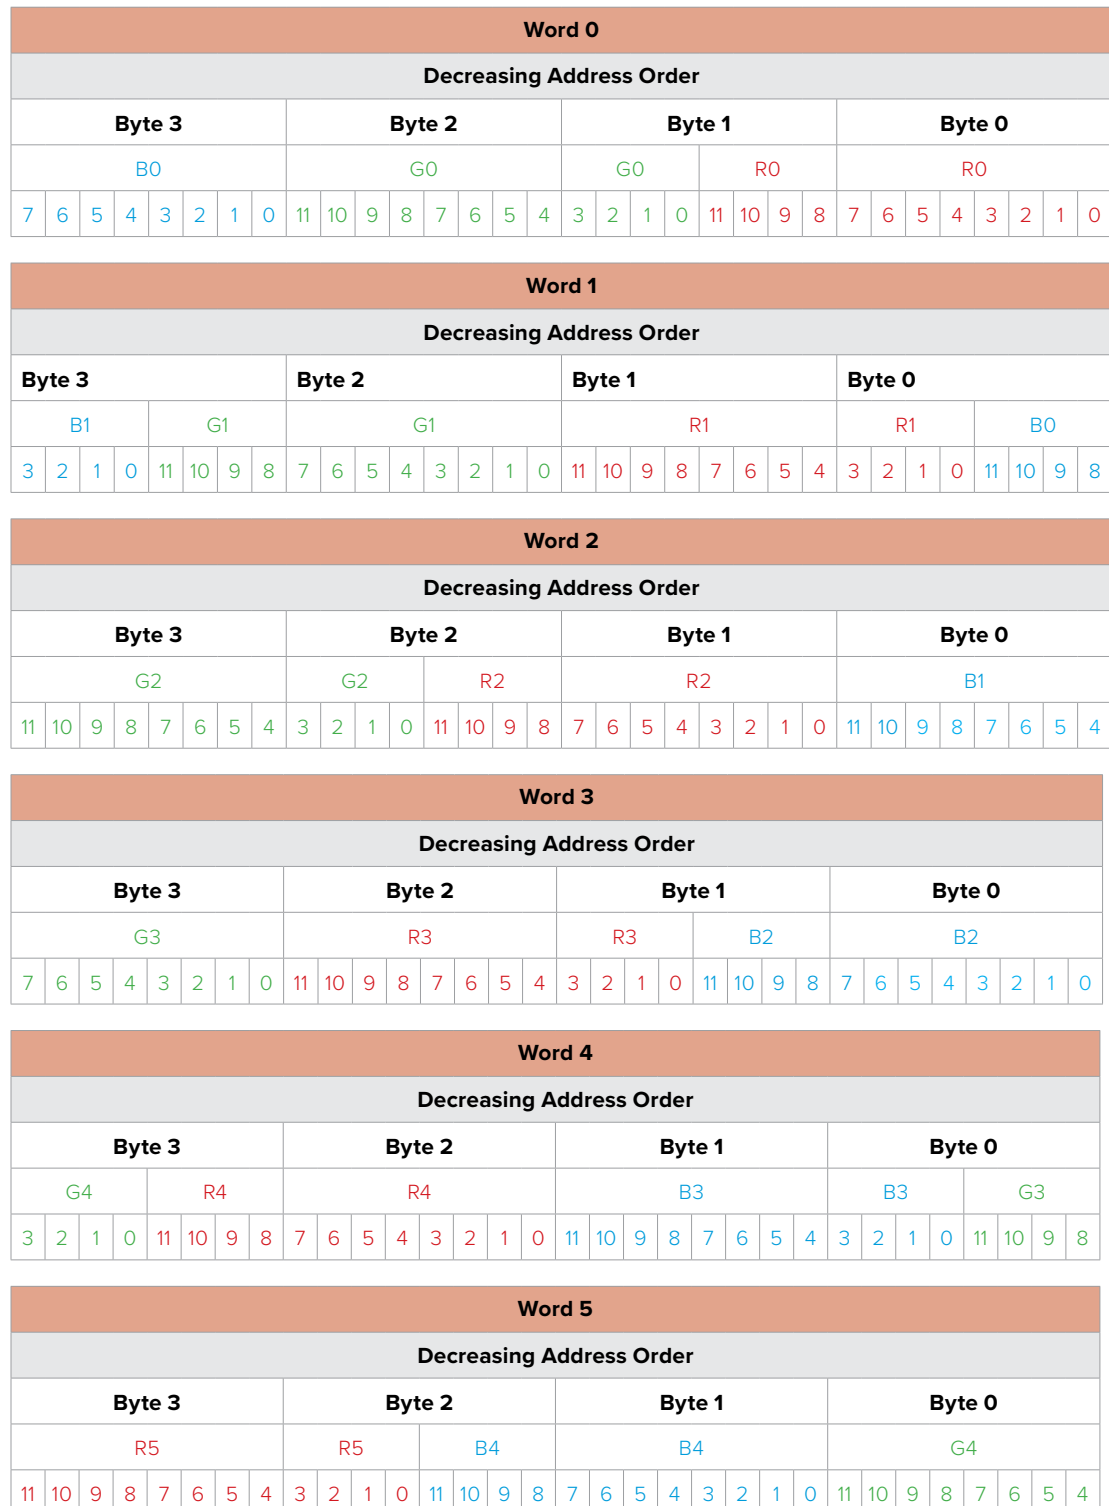 Word 0
Decreasing Address Order
Byte 3 Byte 2 Byte 1 Byte 0
B0 G0 G0 R0 R0
7 6 5 4 3 2 1 0 11 10 9 8 7 6 5 4 3 2 1 0 11 10 9 8 7 6 5 4 3 2 1 0
Word 1
Decreasing Address Order
Byte 3 Byte 2 Byte 1 Byte 0
B1 G1 G1 R1 R1 B0
3 2 1 0 11 10 9 8 7 6 5 4 3 2 1 0 11 10 9 8 7 6 5 4 3 2 1 0 11 10 9 8
Word 2
Decreasing Address Order
Byte 3 Byte 2 Byte 1 Byte 0
G2 G2 R2 R2 B1
11 10 9 8 7 6 5 4 3 2 1 0 11 10 9 8 7 6 5 4 3 2 1 0 11 10 9 8 7 6 5 4
Word 3
Decreasing Address Order
Byte 3 Byte 2 Byte 1 Byte 0
G3 R3 R3 B2 B2
7 6 5 4 3 2 1 0 11 10 9 8 7 6 5 4 3 2 1 0 11 10 9 8 7 6 5 4 3 2 1 0
Word 4
Decreasing Address Order
Byte 3 Byte 2 Byte 1 Byte 0
G4 R4 R4 B3 B3 G3
3 2 1 0 11 10 9 8 7 6 5 4 3 2 1 0 11 10 9 8 7 6 5 4 3 2 1 0 11 10 9 8
Word 5
Decreasing Address Order
Byte 3 Byte 2 Byte 1 Byte 0
R5 R5 B4 B4 G4
11 10 9 8 7 6 5 4 3 2 1 0 11 10 9 8 7 6 5 4 3 2 1 0 11 10 9 8 7 6 5 4